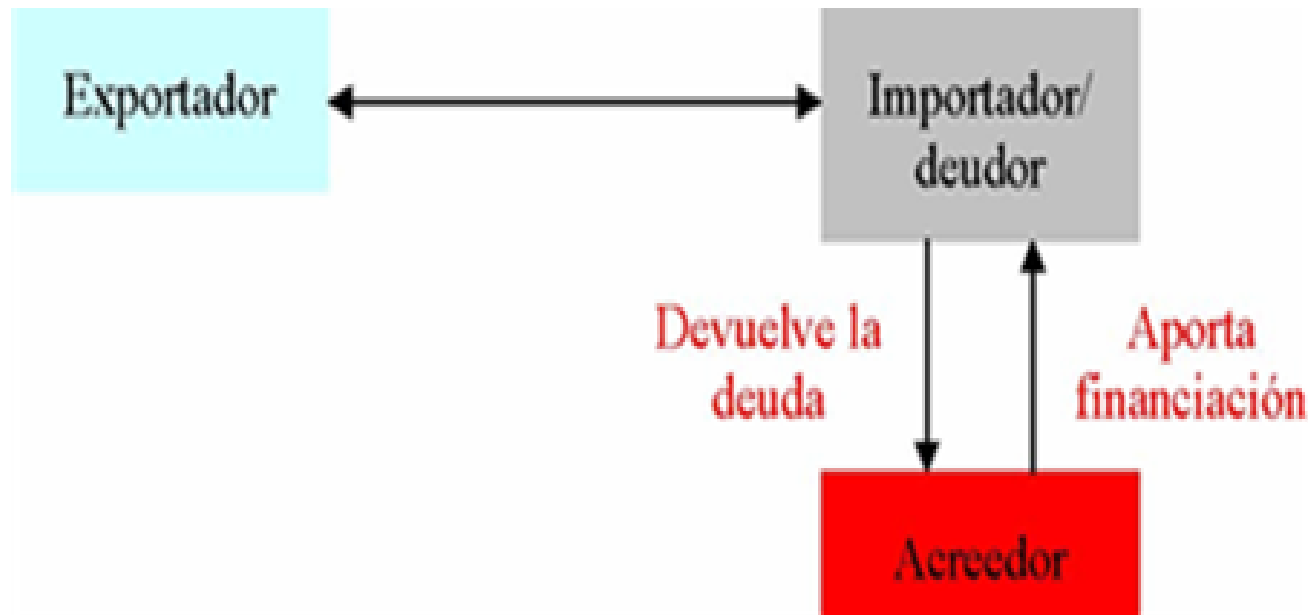 Exportador
Importador/
deudor
Devuelve la
deuda
Aporta
financiación
Acreedor